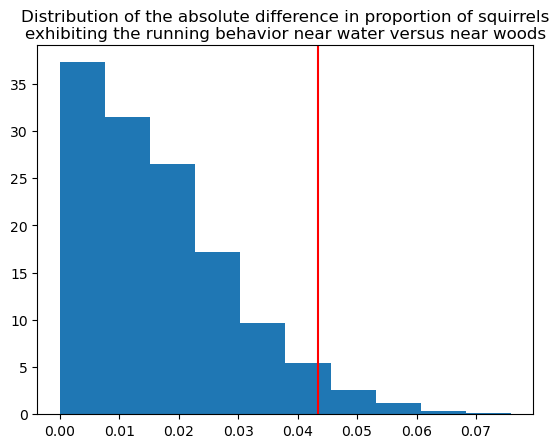 Distribution of the absolute difference in proportion of squirrels
exhibiting the running behavior near water versus near woods
35
30
25
20
15
10
5
0
0.00 0.01 0.02 0.03 0.04 0.05 0.06 0.07